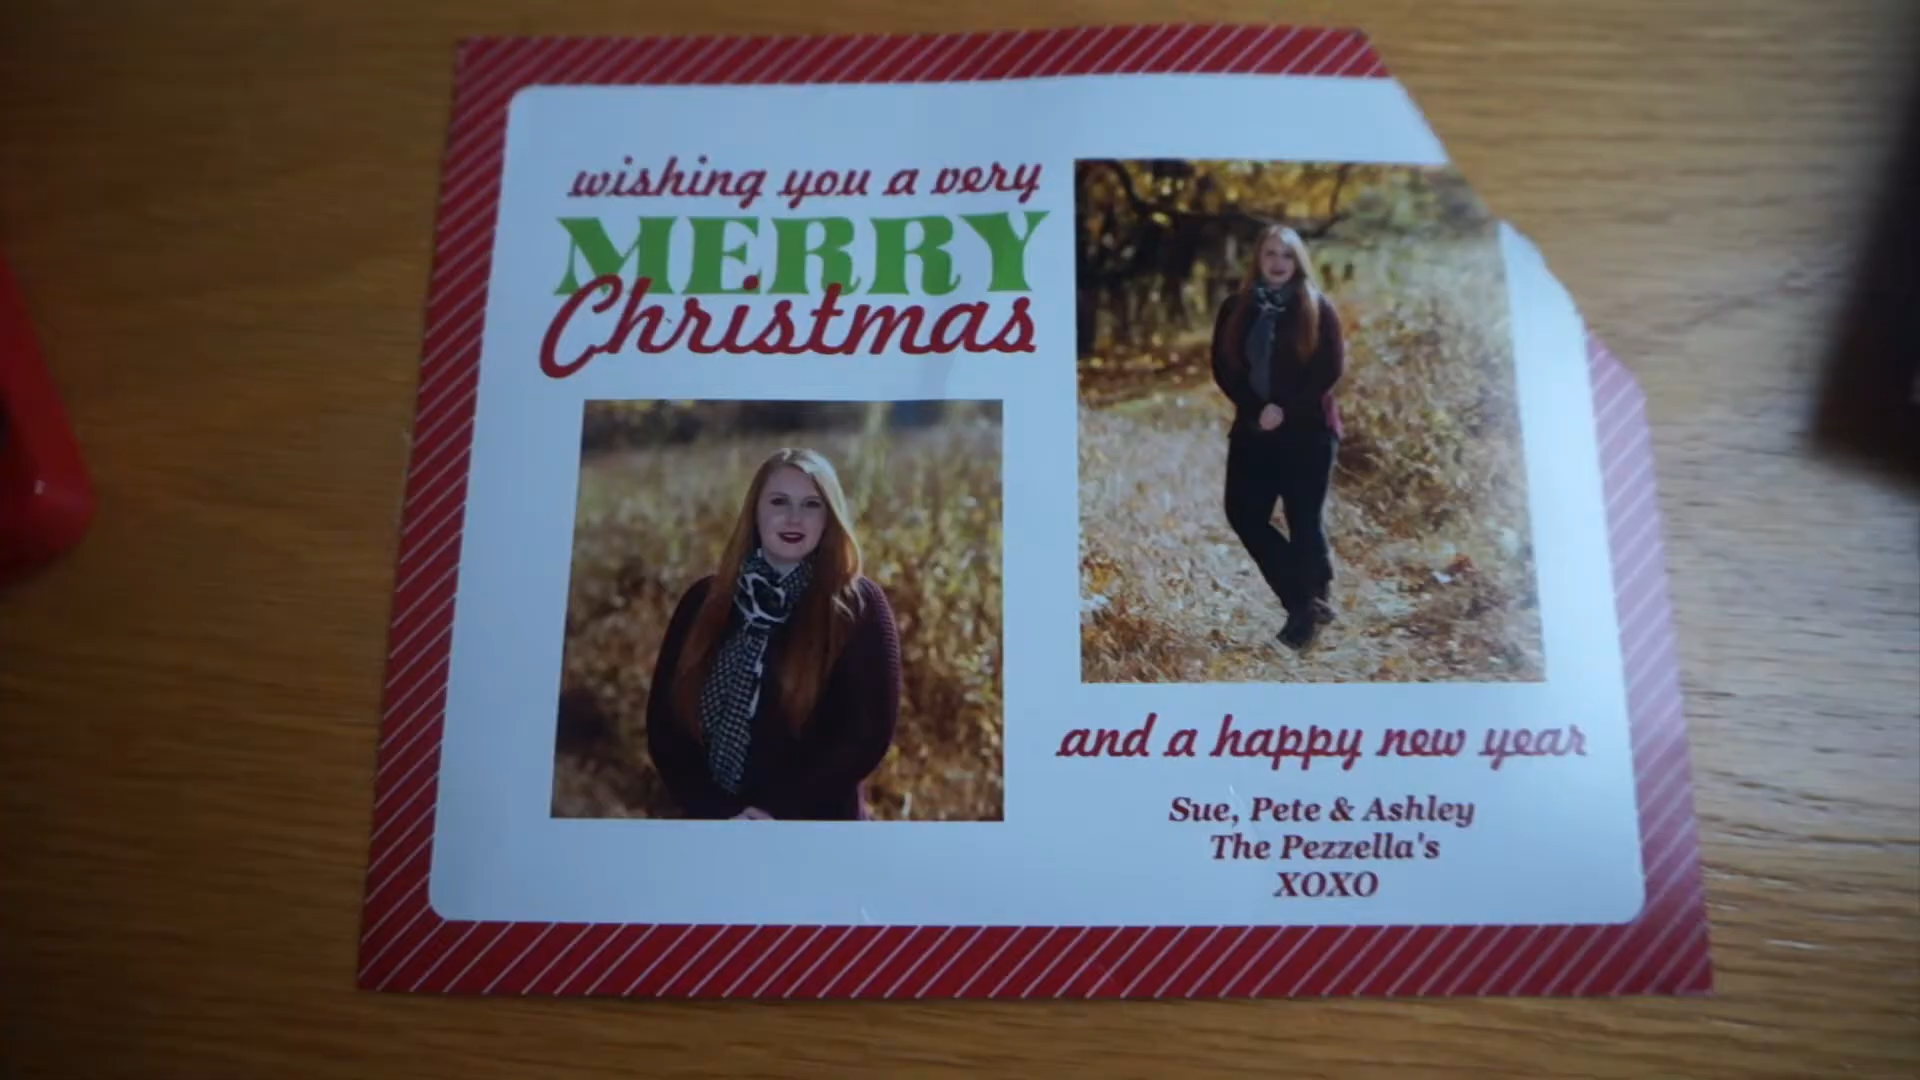 wishing you a very
MERRY
Christmas
and a happy new year
Sue, Pete & Ashley
The Pezzella's
XOXO